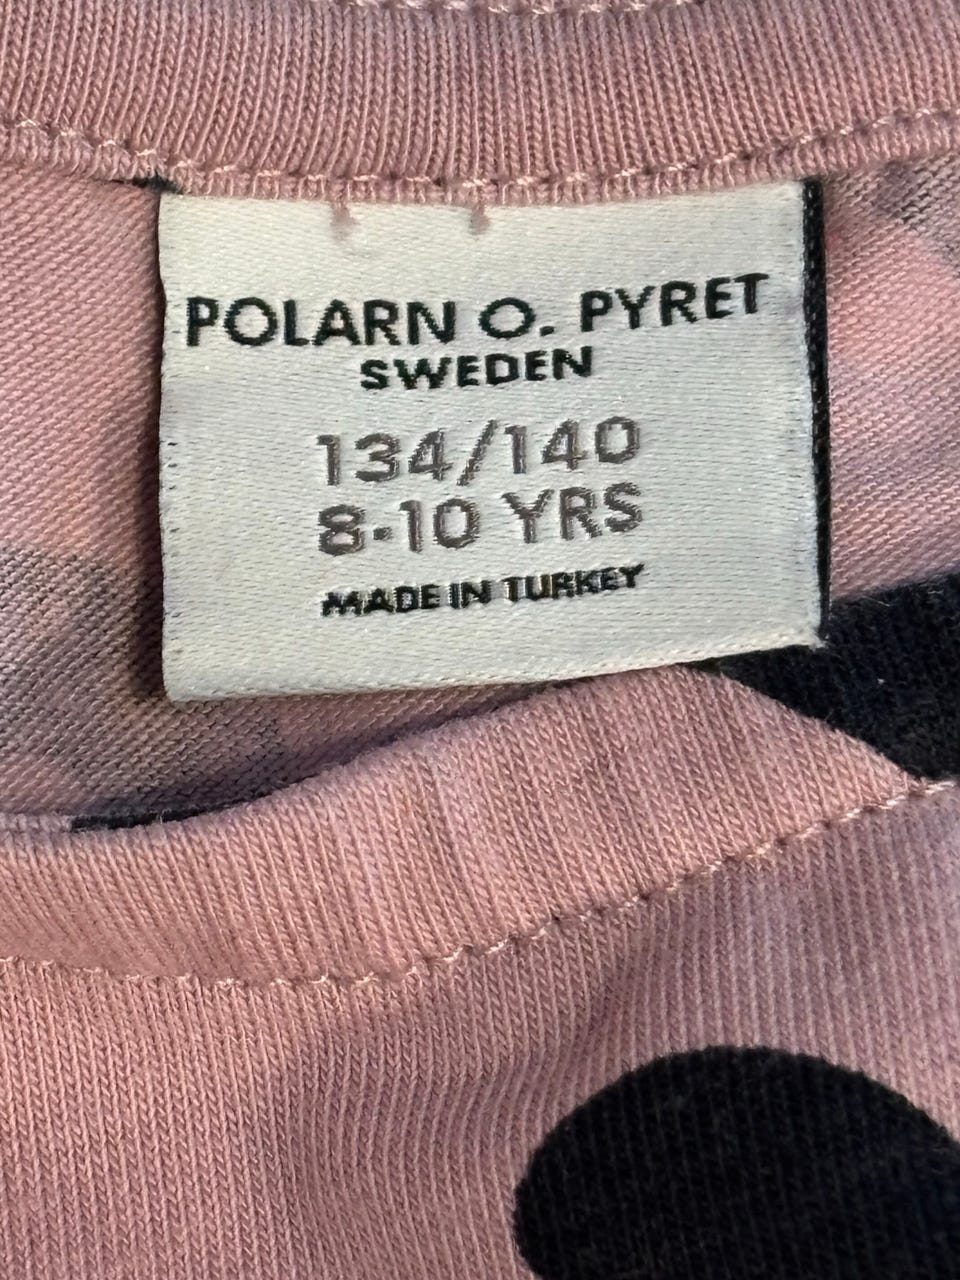 POLARN O. PYRET
SWEDEN
134/140
8-10 YRS
MADE IN TURKEY